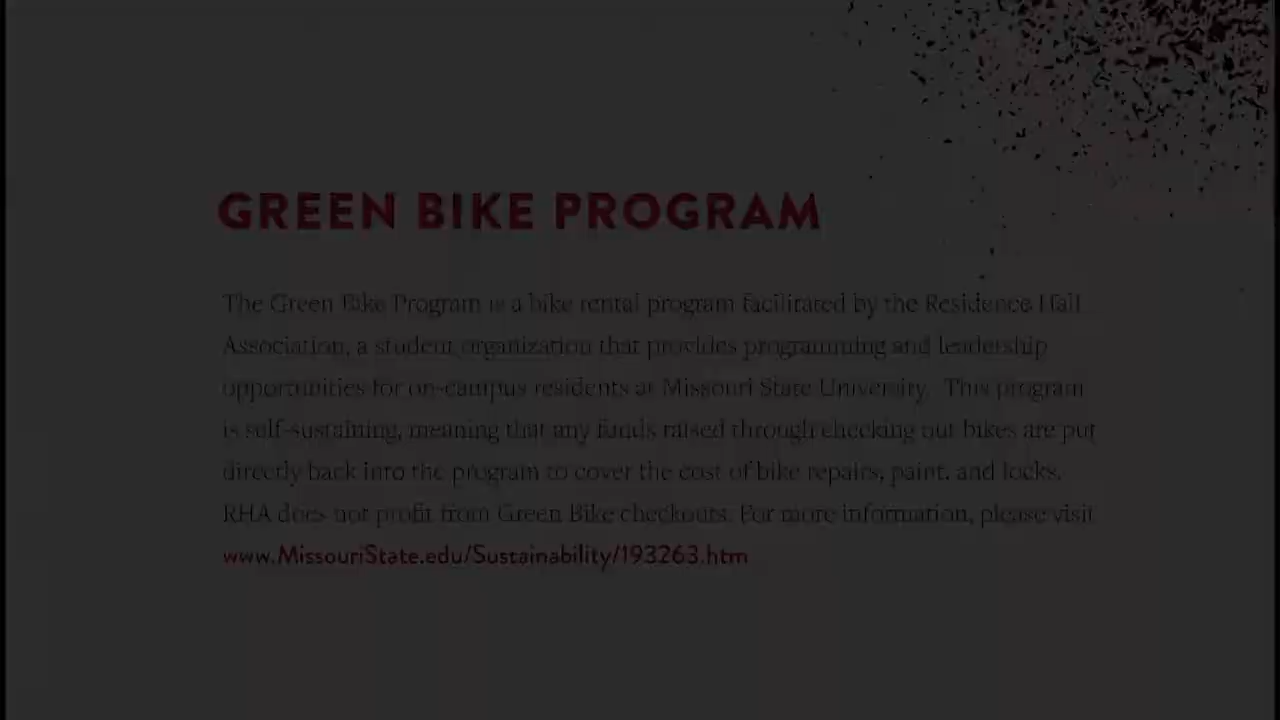 GREEN BIKE PROGRAM
The Green Bike Program is a bike rental program facilitated by the Residence Hall
Association, a student organization that provides programming and leadership
opportunities for on-campus residents at Missouri State University. This program
is self-sustaining, meaning that any funds raised through checking out bikes are put
directly back into the program to cover the cost of bike repairs, paint, and locks.
RHA does not profit from Green Bike checkouts. For more information, please visit
www.MissouriState.edu/Sustainability/193263.htm